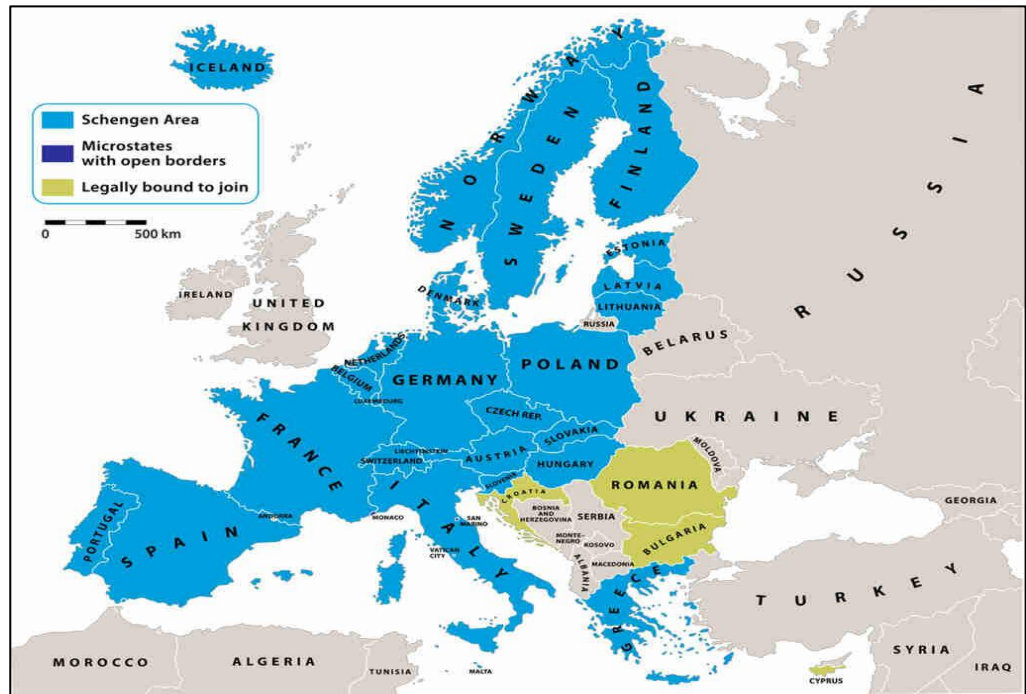 ICELAND
Schengen Area
Microstates
with open borders
Legally bound to join
0 500 km
NORWAY
SWEDEN
FINLAND
RUSSIA
ESTONIA
LATVIA
LITHUANIA
RUSSIA
DENMARK
IRELAND
UNITED
KINGDOM
BELARUS
NETHERLANDS
BELGIUM
LUXEMBOURG
GERMANY
POLAND
UKRAINE
CZECH REP.
SLOVAKIA
FRANCE
LIECHTENSTEIN
SWITZERLAND
AUSTRIA
HUNGARY
MOLDOVA
SLOVENIA
CROATIA
ROMANIA
ITALY
BOSNIA
AND
HERZEGOVINA
SERBIA
GEORGIA
PORTUGAL
SPAIN
ANDORRA
MONACO
SAN
MARINO
VATICAN
CITY
MONTE-
NEGRO
KOSOVO
BULGARIA
MACEDONIA
ALBANIA
GREECE
TURKEY
MOROCCO
ALGERIA
TUNISIA
MALTA
CYPRUS
SYRIA
IRAQ